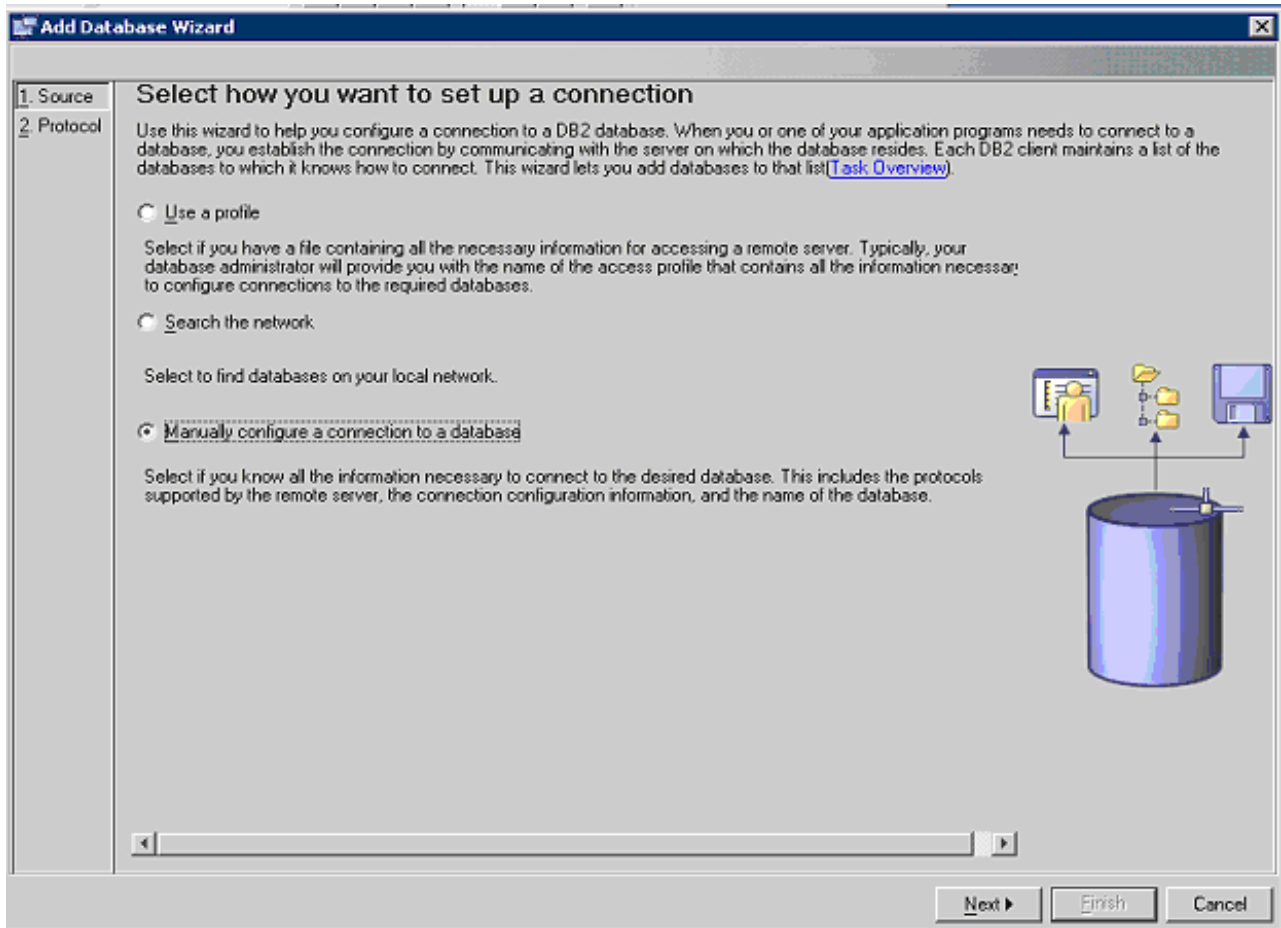 Add Database Wizard
1. Source
2. Protocol
Select how you want to set up a connection
Use this wizard to help you configure a connection to a DB2 database. When you or one of your application programs needs to connect to a
database, you establish the connection by communicating with the server on which the database resides. Each DB2 client maintains a list of the
databases to which it knows how to connect. This wizard lets you add databases to that list(Task Overview).
Use a profile
Select if you have a file containing all the necessary information for accessing a remote server. Typically, your
database administrator will provide you with the name of the access profile that contains all the information necessary
to configure connections to the required databases.
Search the network
Select to find databases on your local network.
Manually configure a connection to a database
Select if you know all the information necessary to connect to the desired database. This includes the protocols
supported by the remote server, the connection configuration information, and the name of the database.
Next Finish Cancel